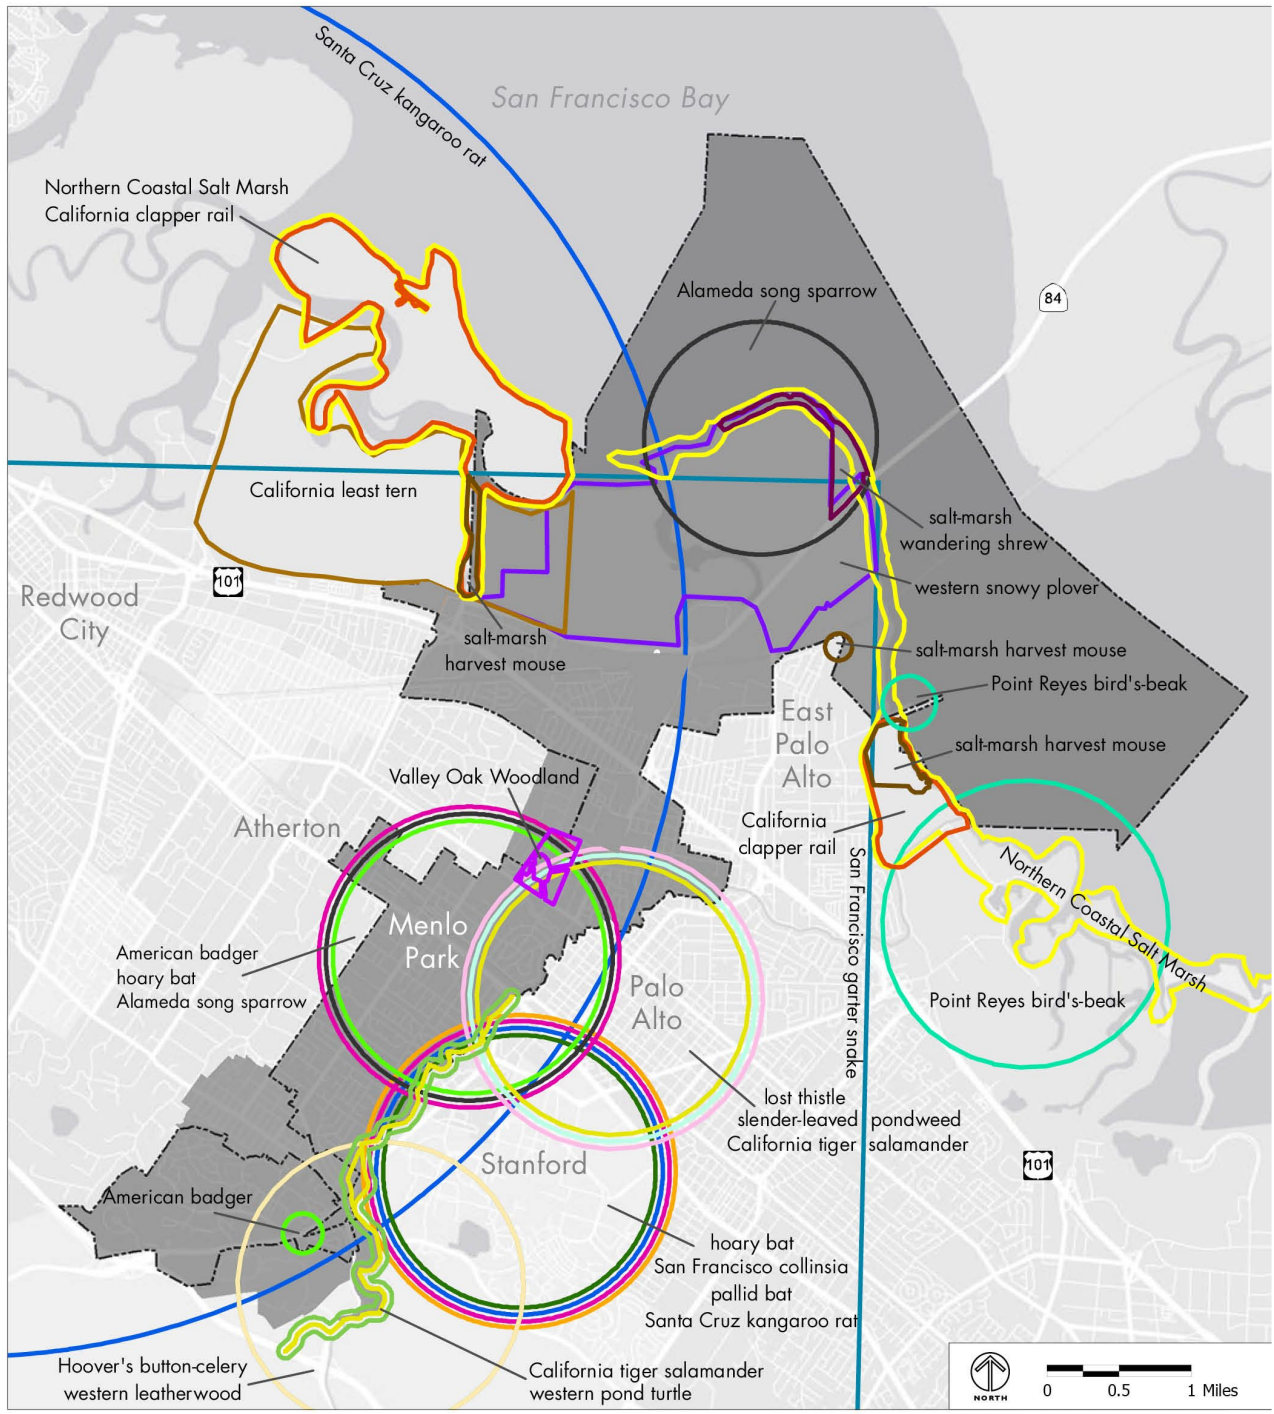 Santa Cruz kangaroo rat
San Francisco Bay
Northern Coastal Salt Marsh
California clapper rail
84
Alameda song sparrow
California least tern
salt-marsh
wandering shrew
101
western snowy plover
Redwood
City
salt-marsh
harvest mouse
salt-marsh harvest mouse
Point Reyes bird's-beak
East
Palo
Alto
salt-marsh harvest mouse
Valley Oak Woodland
Atherton
California
clapper rail
San Francisco garter snake
Northern Coastal Salt Marsh
Menlo
Park
American badger
hoary bat
Alameda song sparrow
Palo
Alto
Point Reyes bird's-beak
lost thistle
slender-leaved pondweed
California tiger salamander
Stanford
101
American badger
hoary bat
San Francisco collinsia
pallid bat
Santa Cruz kangaroo rat
Hoover's button-celery
western leatherwood
California tiger salamander
western pond turtle
NORTH
0 0.5 1 Miles